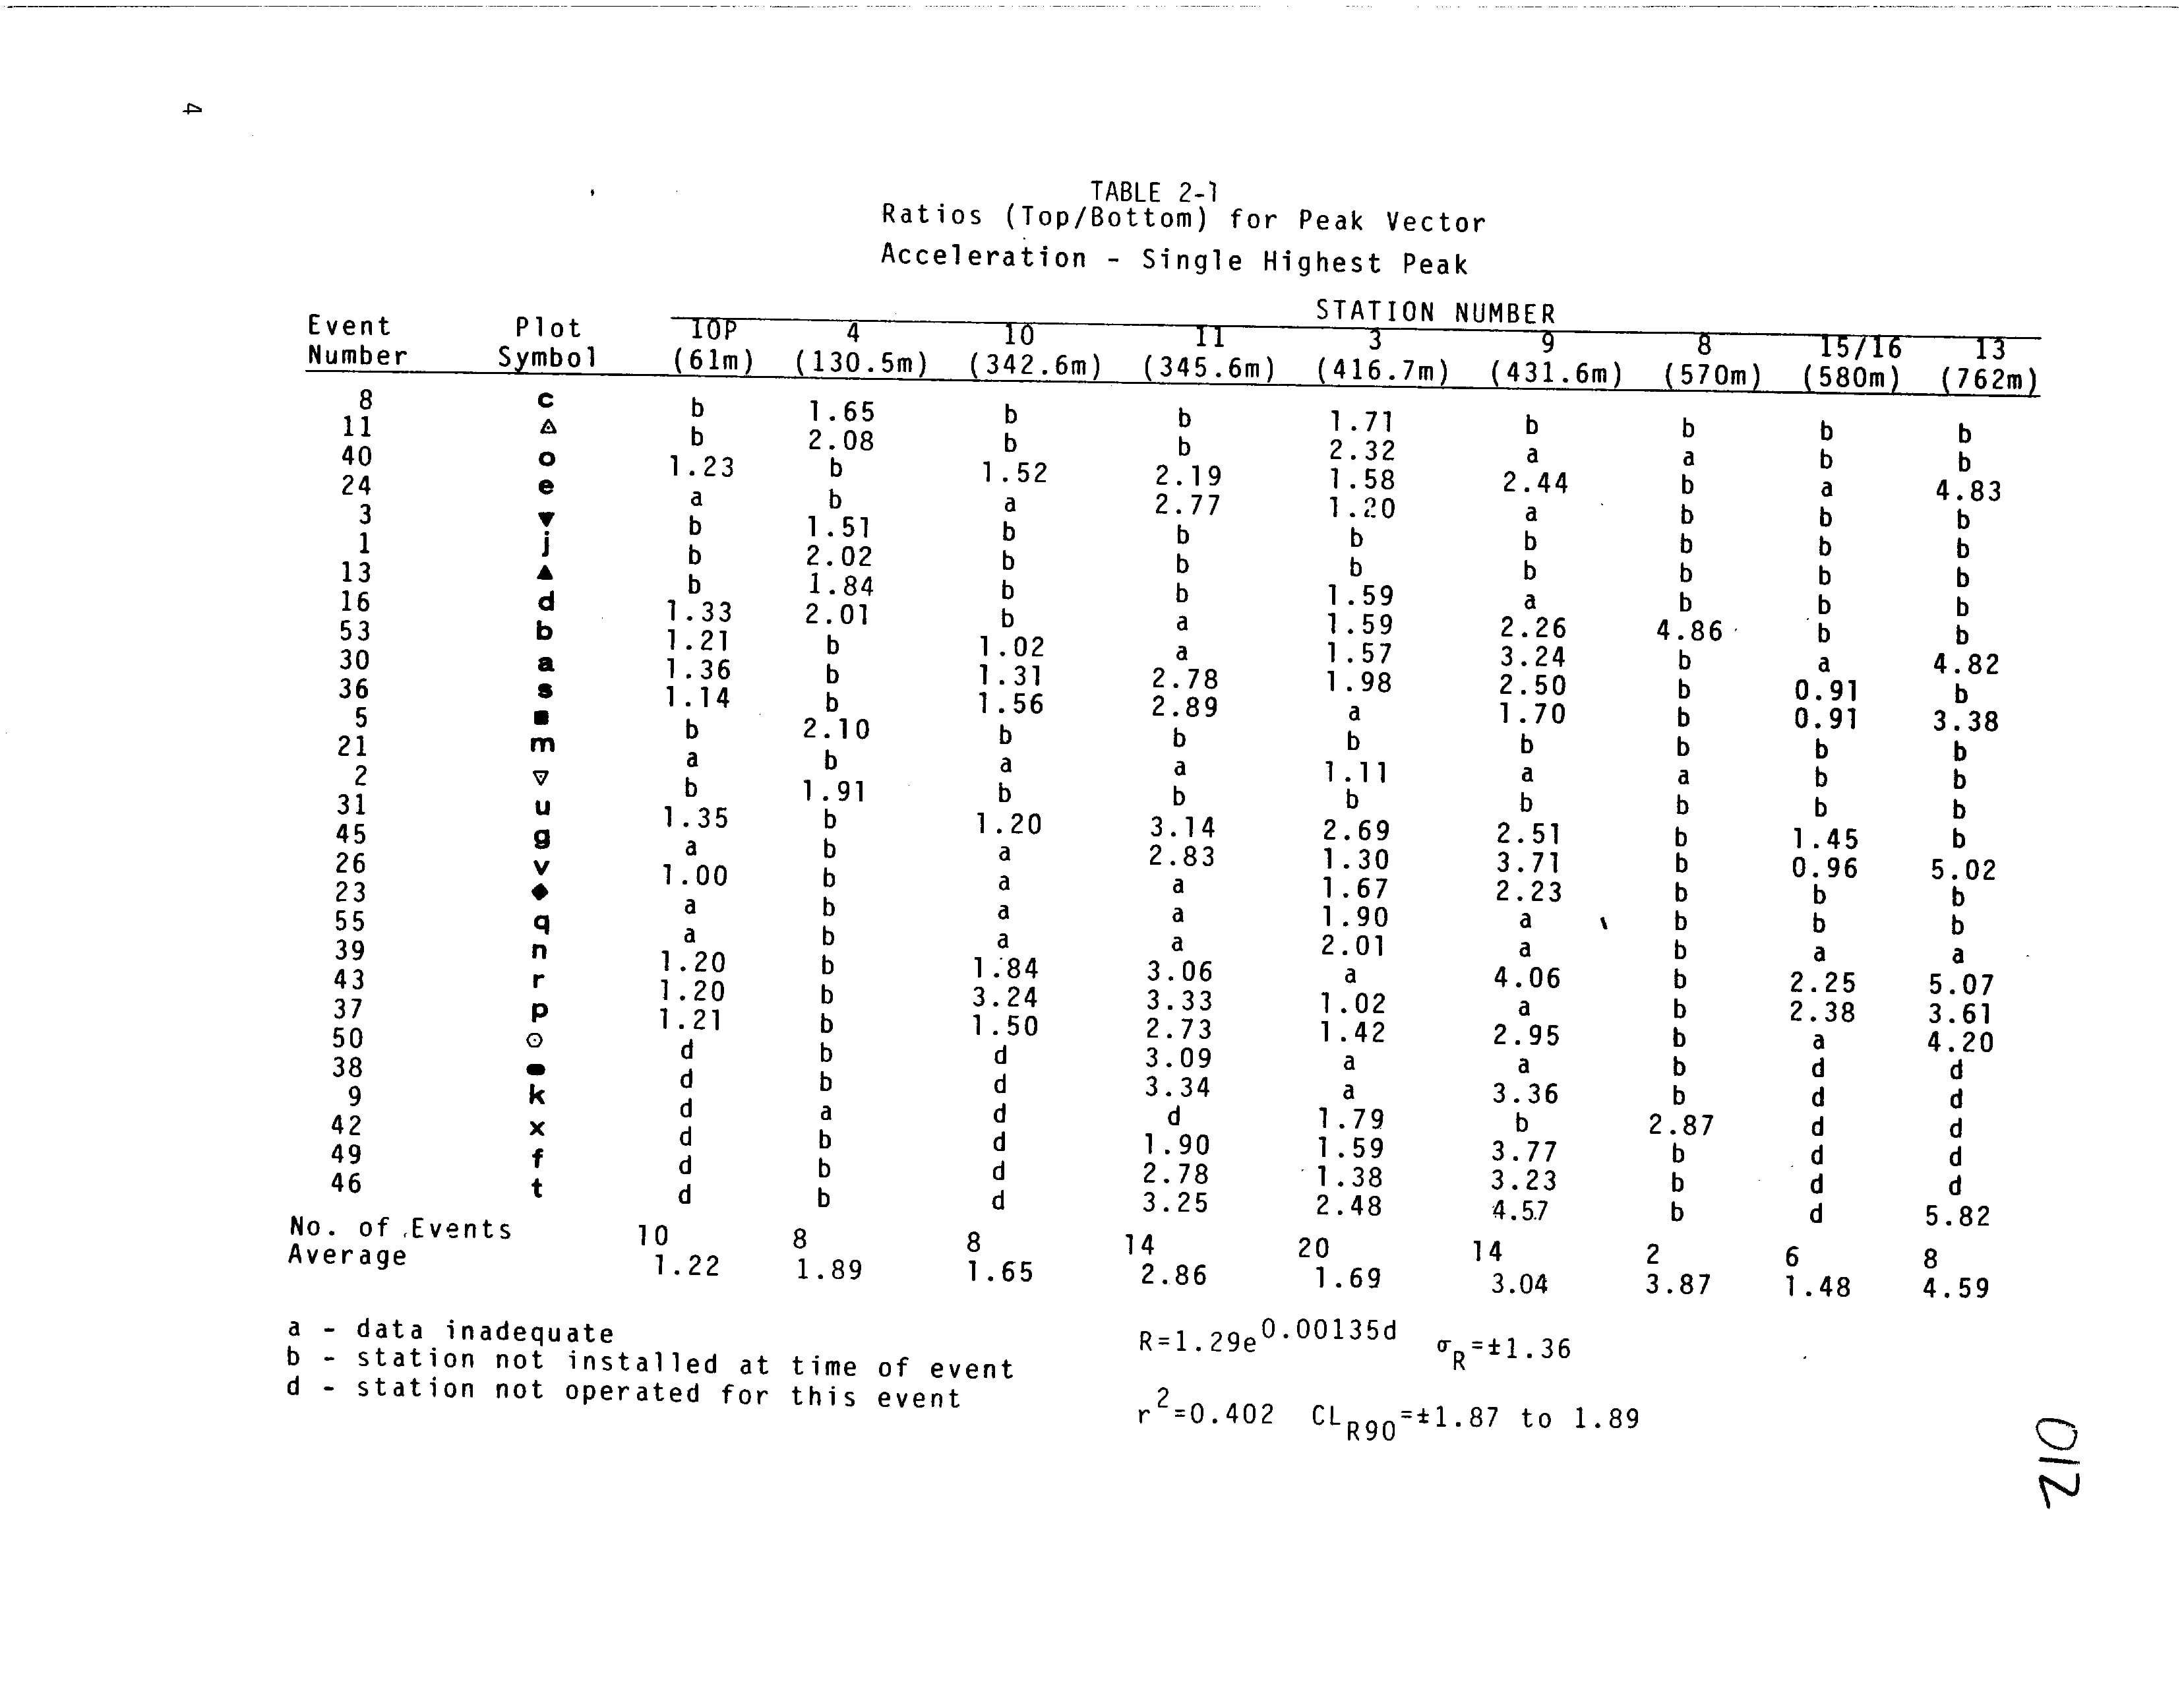 4
TABLE 2-1
Ratios (Top/Bottom) for Peak Vector
Acceleration - Single Highest Peak
STATION NUMBER
Event Plot IOP 4 10 11 3 9 8 15/16 13
Number Symbol (61m) (130.5m) (342.6m) (345.6m) (416.7m) (431.6m) (570m) (580m) (762m)
8 c b 1.65 b b 1.71 b b b b
11 ◬ b 2.08 b b 2.32 a a b b
40 o 1.23 b 1.52 2.19 1.58 2.44 b a 4.83
24 e a b a 2.77 1.20 a b b b
3 ▼ b 1.51 b b b b b b b
1 j b 2.02 b b b b b b b
13 ▲ b 1.84 b b 1.59 a b b b
16 d 1.33 2.01 b a 1.59 2.26 4.86 b b
53 b 1.21 b 1.02 a 1.57 3.24 b a 4.82
30 a 1.36 b 1.31 2.78 1.98 2.50 b 0.91 b
36 s 1.14 b 1.56 2.89 a 1.70 b 0.91 3.38
5 ■ b 2.10 b b b b b b b
21 m a b a a 1.11 a a b b
2 ⛛ b 1.91 b b b b b b b
31 u 1.35 b 1.20 3.14 2.69 2.51 b 1.45 b
45 g a b a 2.83 1.30 3.71 b 0.96 5.02
26 v 1.00 b a a 1.67 2.23 b b b
23 ◆ a b a a 1.90 a b b b
55 q a b a a 2.01 a b a a
39 n 1.20 b 1.84 3.06 a 4.06 b 2.25 5.07
43 r 1.20 b 3.24 3.33 1.02 a b 2.38 3.61
37 p 1.21 b 1.50 2.73 1.42 2.95 b a 4.20
50 ⊙ d b d 3.09 a a b d d
38 ● d b d 3.34 a 3.36 b d d
9 k d a d d 1.79 b 2.87 d d
42 x d b d 1.90 1.59 3.77 b d d
49 f d b d 2.78 1.38 3.23 b d d
46 t d b d 3.25 2.48 4.57 b d 5.82
No. of Events 10 8 8 14 20 14 2 6 8
Average 1.22 1.89 1.65 2.86 1.69 3.04 3.87 1.48 4.59
a - data inadequate
b - station not installed at time of event
d - station not operated for this event
R=1.29e^0.00135d σR=±1.36
r^2=0.402 CLR90=±1.87 to 1.89
012